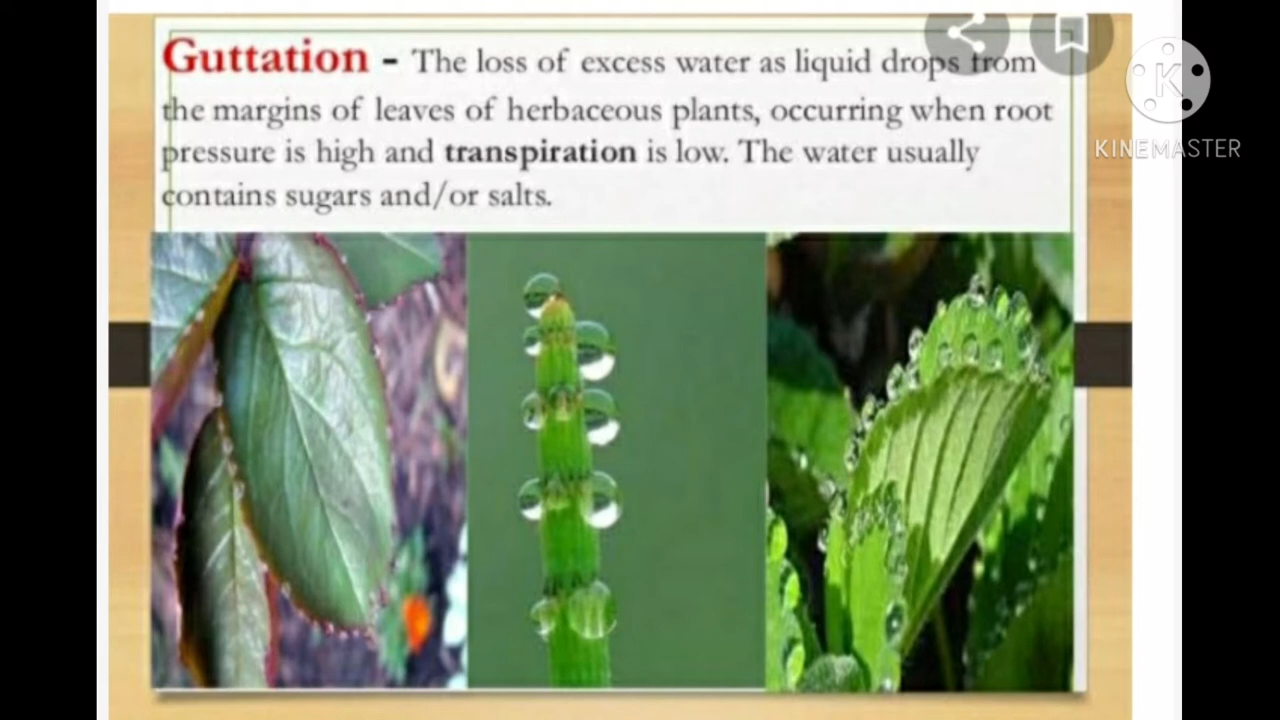 Guttation - The loss of excess water as liquid drops from
the margins of leaves of herbaceous plants, occurring when root
pressure is high and transpiration is low. The water usually
contains sugars and/or salts.
K
KINEMASTER